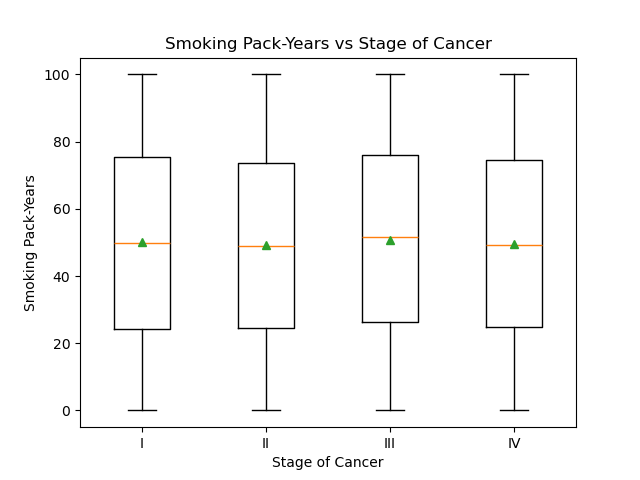 Smoking Pack-Years vs Stage of Cancer
Smoking Pack-Years
100
80
60
40
20
0
I
II
III
IV
Stage of Cancer